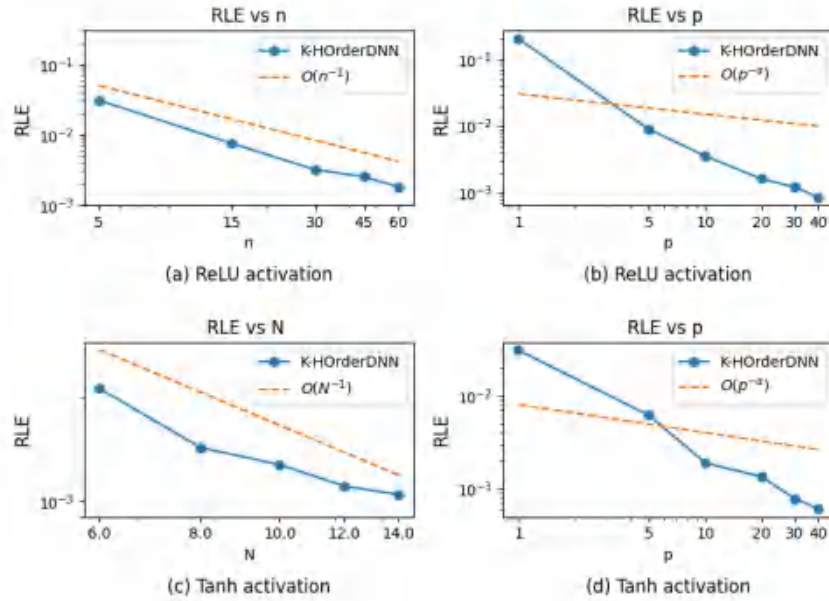 RLE vs n
RLE
10⁻¹
10⁻²
10⁻³
K-HOrderDNN
O(n⁻¹)
5 15 30 45 60
n
(a) ReLU activation
RLE vs p
RLE
10⁻¹
10⁻²
10⁻³
K-HOrderDNN
O(p⁻ᵅ)
1 5 10 20 30 40
p
(b) ReLU activation
RLE vs N
RLE
10⁻³
K-HOrderDNN
O(N⁻¹)
6.0 8.0 10.0 12.0 14.0
N
(c) Tanh activation
RLE vs p
RLE
10⁻²
10⁻³
K-HOrderDNN
O(p⁻ᵅ)
1 5 10 20 30 40
p
(d) Tanh activation